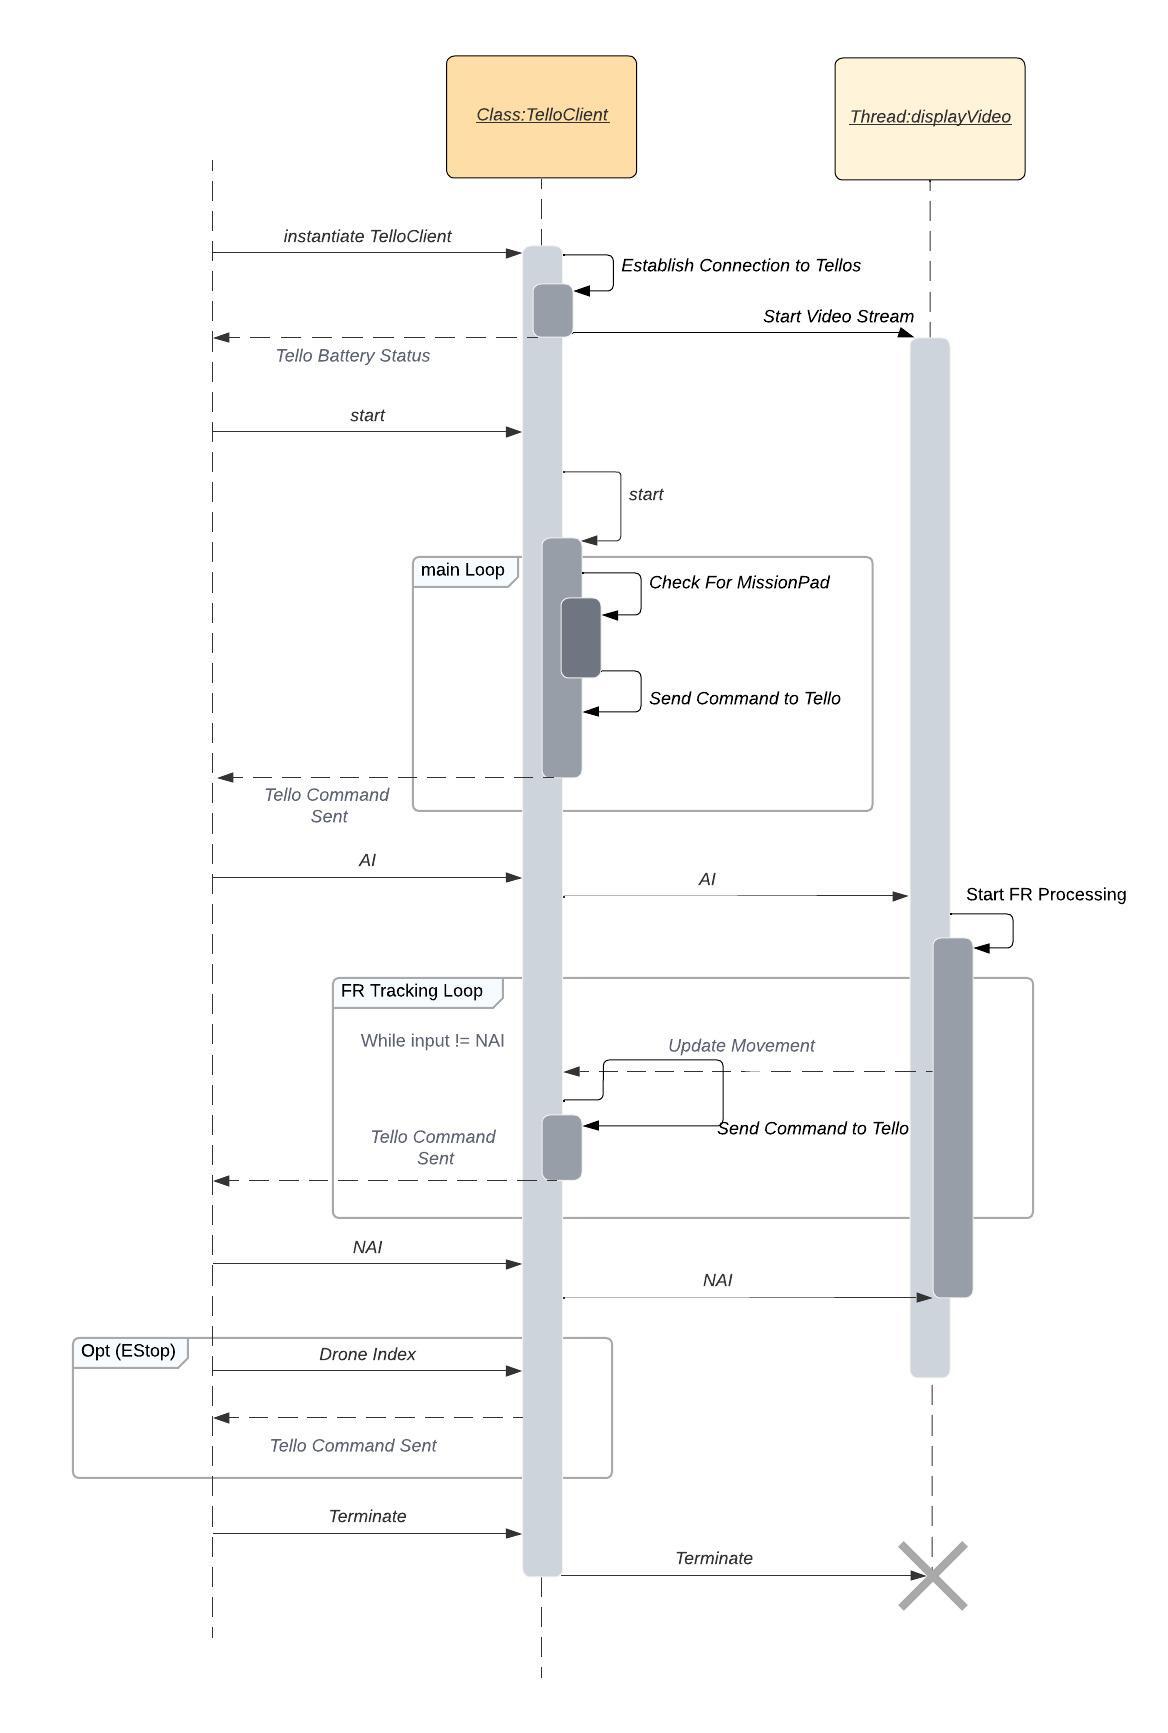 Class:TelloClient
Thread:displayVideo
instantiate TelloClient
Establish Connection to Tellos
Start Video Stream
Tello Battery Status
start
start
main Loop
Check For MissionPad
Send Command to Tello
Tello Command
Sent
AI
AI
Start FR Processing
FR Tracking Loop
While input != NAI
Update Movement
Send Command to Tello
Tello Command
Sent
NAI
NAI
Opt (EStop)
Drone Index
Tello Command Sent
Terminate
Terminate